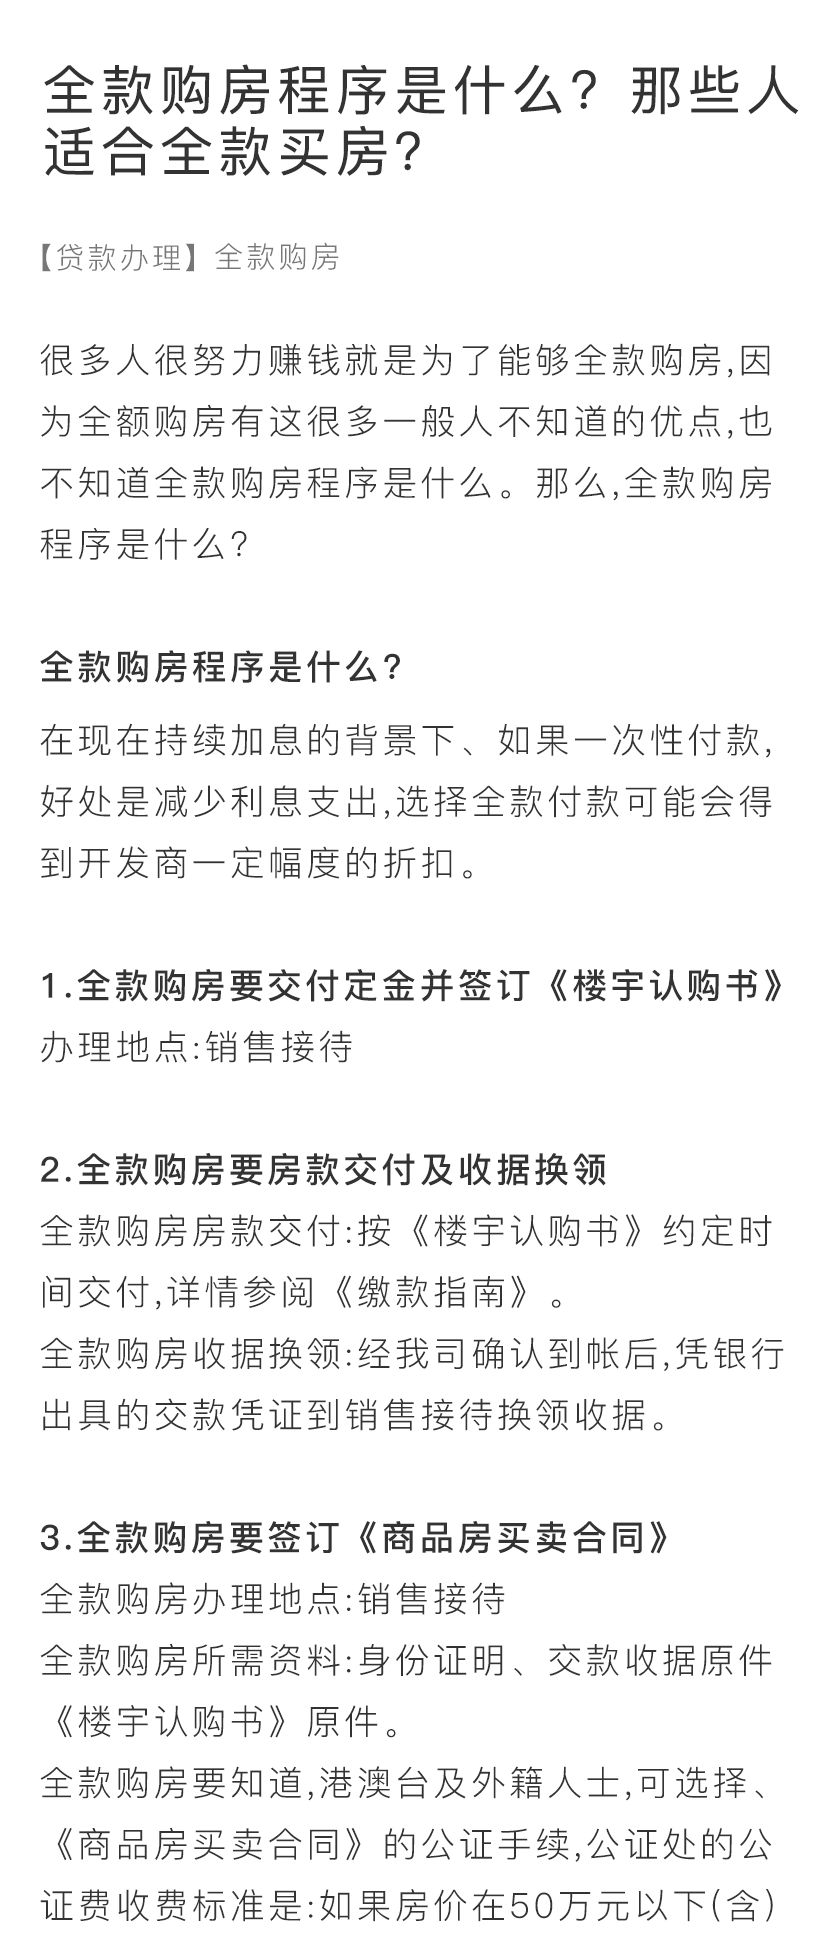 全款购房程序是什么？那些人
适合全款买房？
【贷款办理】全款购房
很多人很努力赚钱就是为了能够全款购房,因
为全额购房有这很多一般人不知道的优点,也
不知道全款购房程序是什么。那么,全款购房
程序是什么?
全款购房程序是什么?
在现在持续加息的背景下、如果一次性付款,
好处是减少利息支出,选择全款付款可能会得
到开发商一定幅度的折扣。
1.全款购房要交付定金并签订《楼宇认购书》
办理地点:销售接待
2.全款购房要房款交付及收据换领
全款购房房款交付:按《楼宇认购书》约定时
间交付,详情参阅《缴款指南》。
全款购房收据换领:经我司确认到帐后,凭银行
出具的交款凭证到销售接待换领收据。
3.全款购房要签订《商品房买卖合同》
全款购房办理地点:销售接待
全款购房所需资料:身份证明、交款收据原件
《楼宇认购书》原件。
全款购房要知道,港澳台及外籍人士,可选择、
《商品房买卖合同》的公证手续,公证处的公
证费收费标准是:如果房价在50万元以下(含)